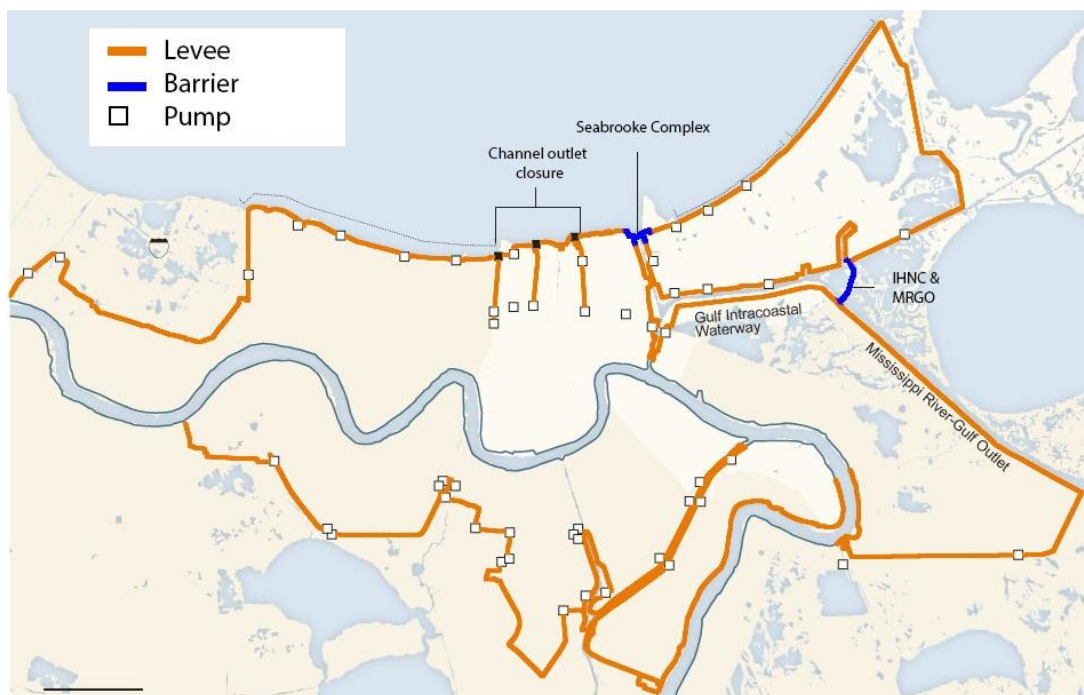 Levee
Barrier
Pump
Seabrooke Complex
Channel outlet
closure
IHNC &
MRGO
Gulf Intracoastal
Waterway
Mississippi River-Gulf Outlet